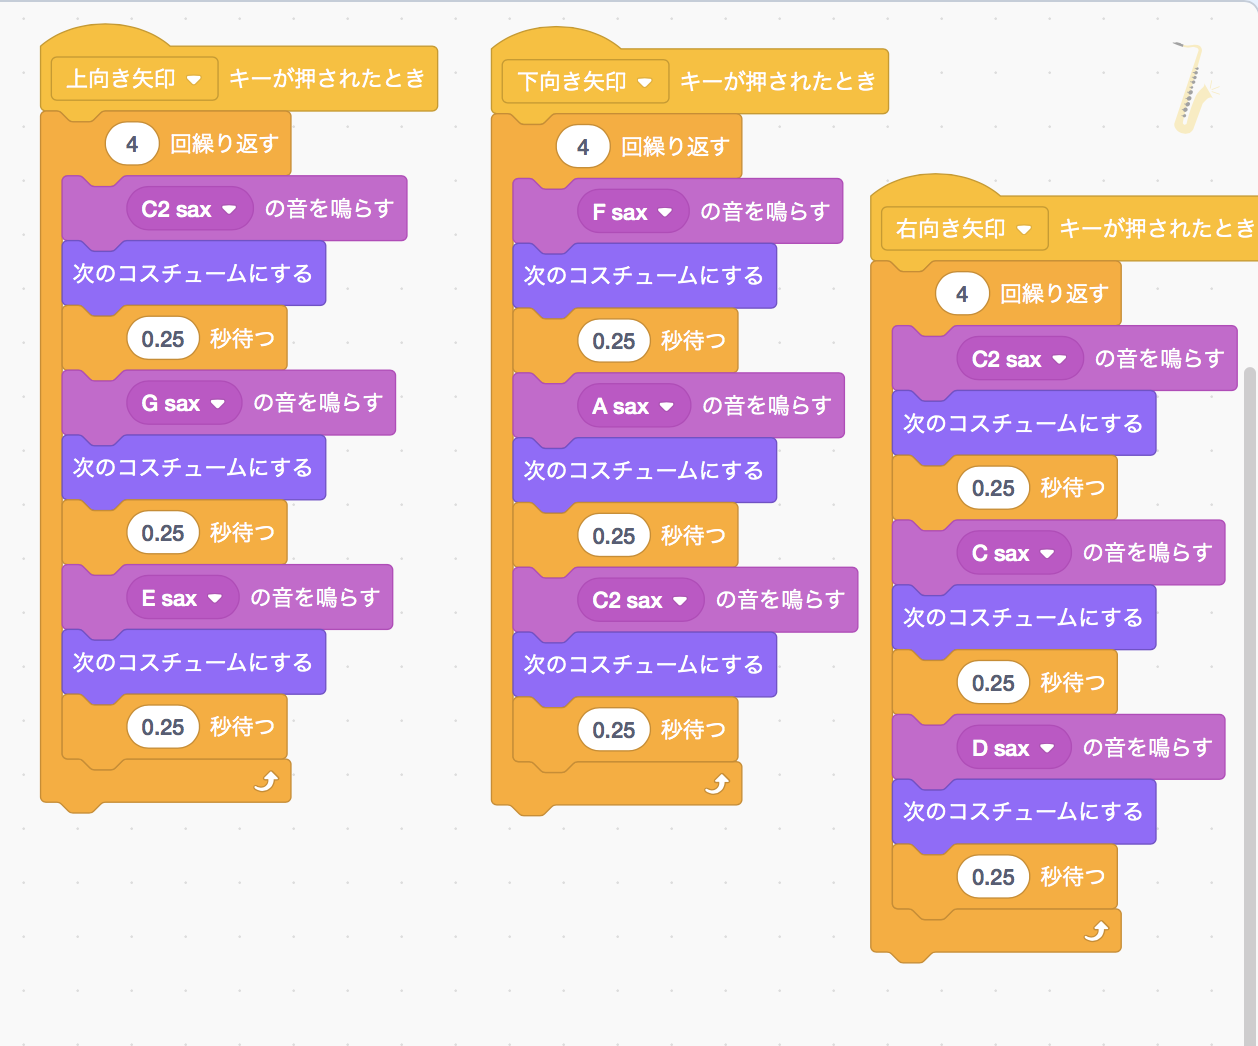 上向き矢印 キーが押されたとき
4 回繰り返す
C2 sax の音を鳴らす
次のコスチュームにする
0.25 秒待つ
G sax の音を鳴らす
次のコスチュームにする
0.25 秒待つ
E sax の音を鳴らす
次のコスチュームにする
0.25 秒待つ
下向き矢印 キーが押されたとき
4 回繰り返す
F sax の音を鳴らす
次のコスチュームにする
0.25 秒待つ
A sax の音を鳴らす
次のコスチュームにする
0.25 秒待つ
C2 sax の音を鳴らす
次のコスチュームにする
0.25 秒待つ
右向き矢印 キーが押されたとき
4 回繰り返す
C2 sax の音を鳴らす
次のコスチュームにする
0.25 秒待つ
C sax の音を鳴らす
次のコスチュームにする
0.25 秒待つ
D sax の音を鳴らす
次のコスチュームにする
0.25 秒待つ